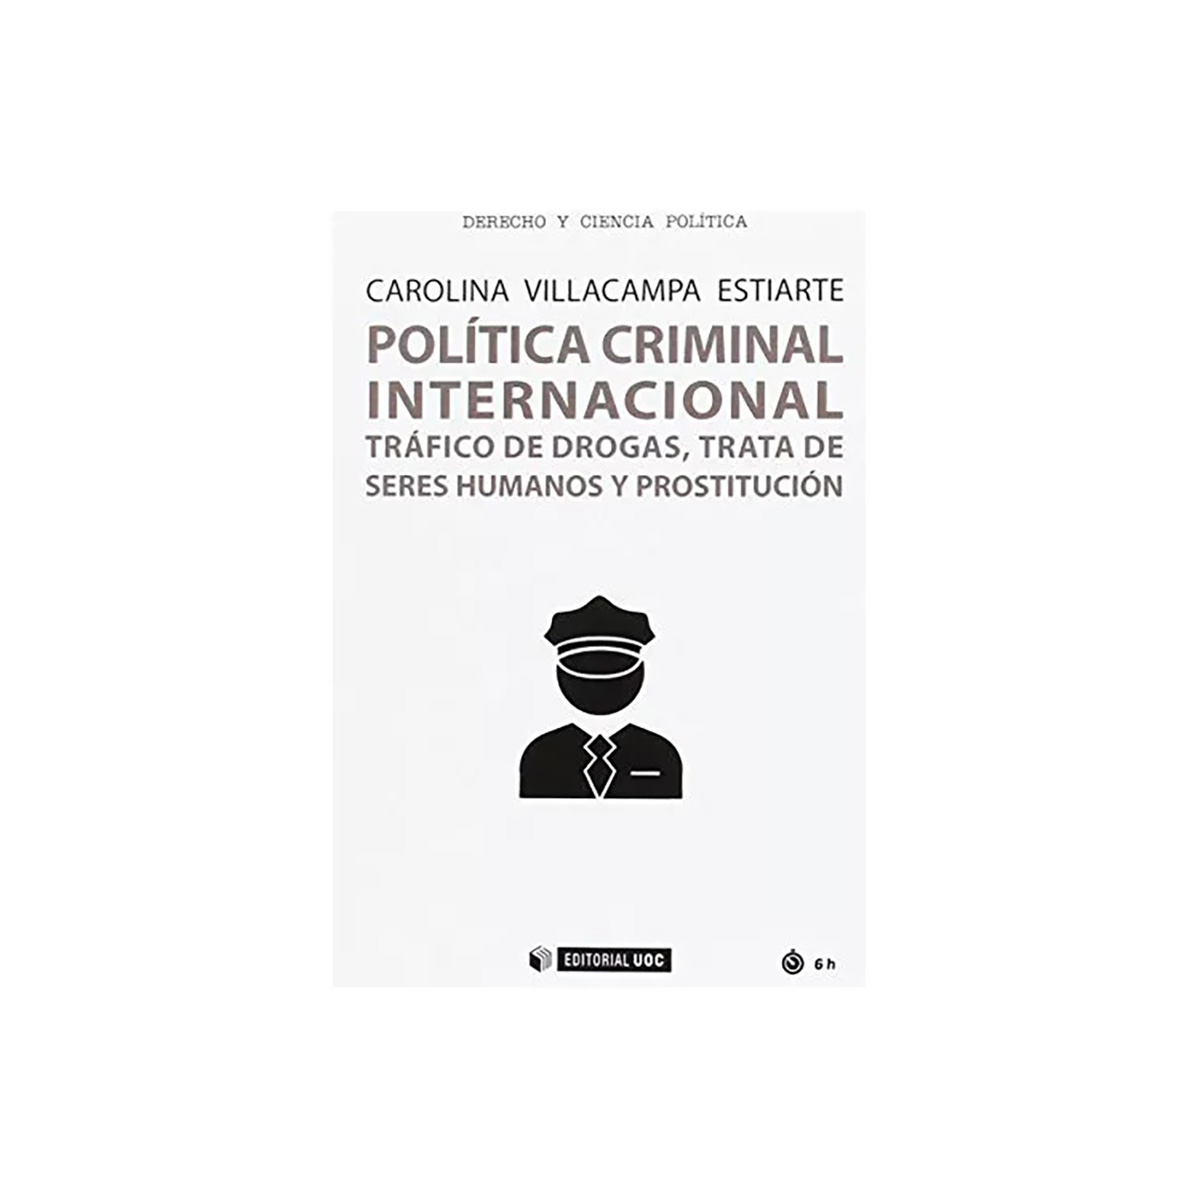 DERECHO Y CIENCIA POLÍTICA
CAROLINA VILLACAMPA ESTIARTE
POLÍTICA CRIMINAL
INTERNACIONAL
TRÁFICO DE DROGAS, TRATA DE
SERES HUMANOS Y PROSTITUCIÓN
EDITORIAL UOC
6 h